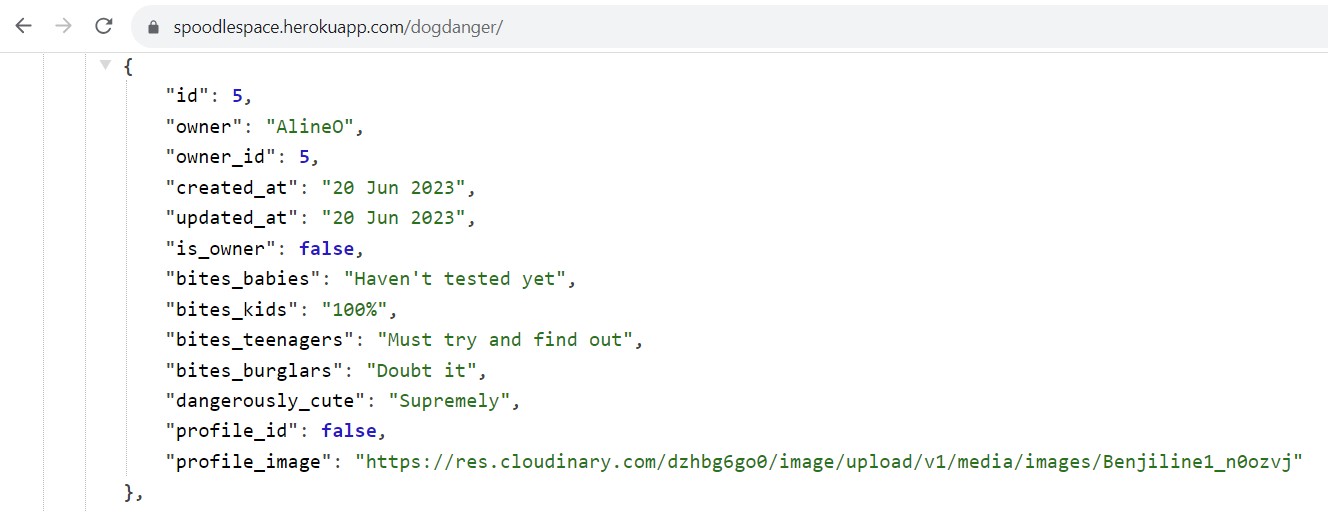 spoodlespace.herokuapp.com/dogdanger/
{
"id": 5,
"owner": "AlineO",
"owner_id": 5,
"created_at": "20 Jun 2023",
"updated_at": "20 Jun 2023",
"is_owner": false,
"bites_babies": "Haven't tested yet",
"bites_kids": "100%",
"bites_teenagers": "Must try and find out",
"bites_burglars": "Doubt it",
"dangerously_cute": "Supremely",
"profile_id": false,
"profile_image": "https://res.cloudinary.com/dzhbg6go0/image/upload/v1/media/images/Benjiline1_n0ozvj"
},